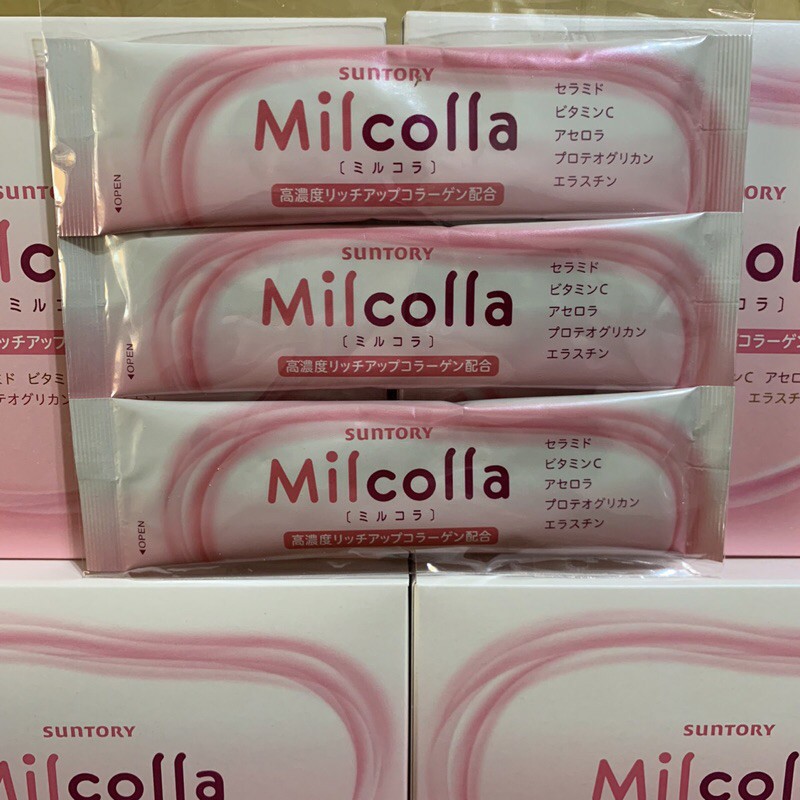 SUNTORY
Milcolla
〔ミルコラ〕
高濃度リッチアップコラーゲン配合
セラミド
ビタミンC
アセロラ
プロテオグリカン
エラスチン
◀OPEN
SUNTORY
Milcolla
〔ミルコラ〕
高濃度リッチアップコラーゲン配合
セラミド
ビタミンC
アセロラ
プロテオグリカン
エラスチン
◀OPEN
SUNTORY
Milcolla
〔ミルコラ〕
高濃度リッチアップコラーゲン配合
セラミド
ビタミンC
アセロラ
プロテオグリカン
エラスチン
◀OPEN
SUNTORY
Milcolla
SUNTORY
Milcol